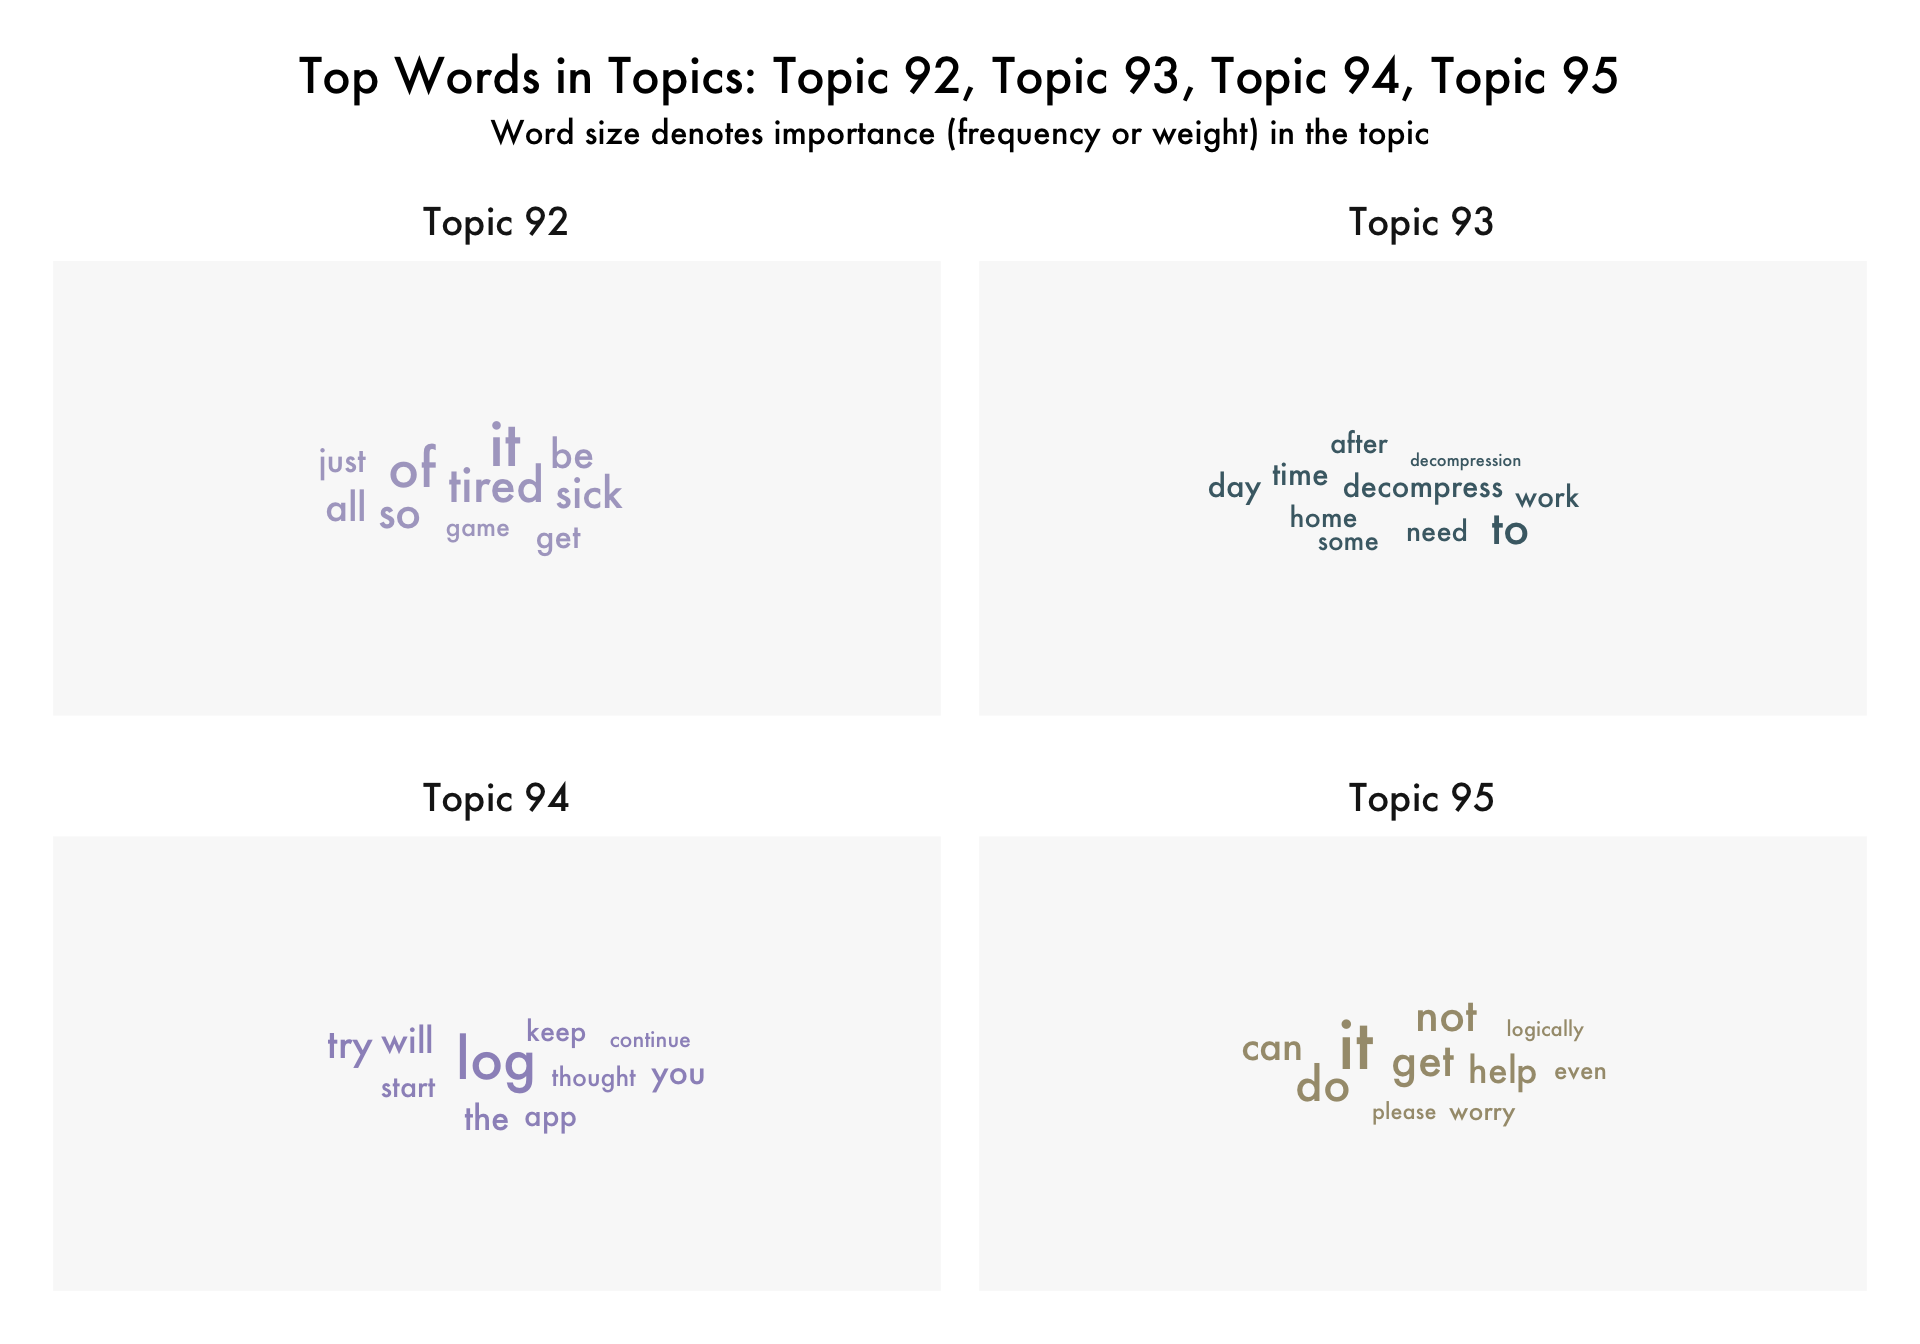 Top Words in Topics: Topic 92, Topic 93, Topic 94, Topic 95
Word size denotes importance (frequency or weight) in the topic
Topic 92
it
just of be
tired sick
all so
game get
Topic 93
after
decompression
day time decompress work
home need to
some
Topic 94
try will keep continue
log
start thought you
the app
Topic 95
not
can it logically
do get help even
please worry